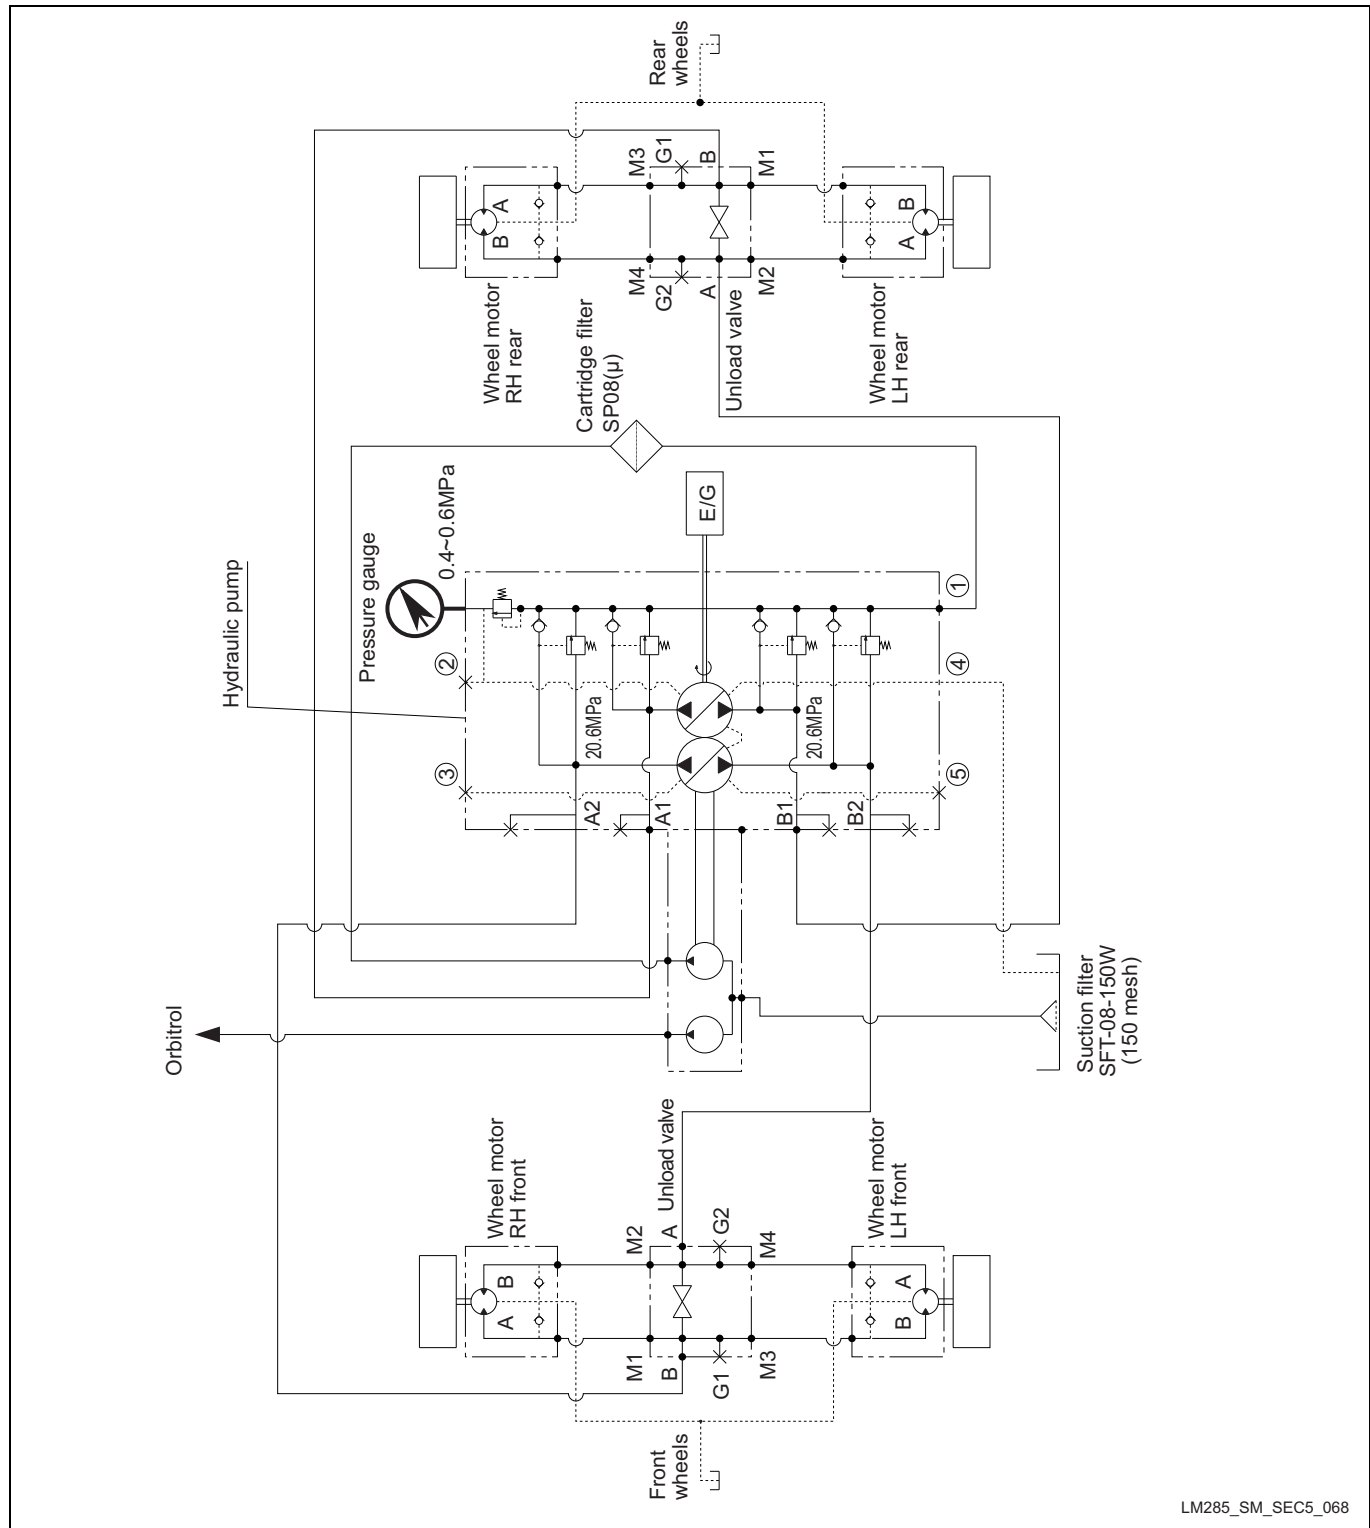 Rear
wheels
M3
G1
B
M1
A
B
B
A
M4
G2
A
M2
Wheel motor
RH rear
Cartridge filter
SP08(μ)
Unload valve
Wheel motor
LH rear
E/G
Hydraulic pump
Pressure gauge
0.4~0.6MPa
①
②
④
20.6MPa
20.6MPa
③
⑤
A2
A1
B1
B2
Orbitrol
Suction filter
SFT-08-150W
(150 mesh)
Wheel motor
RH front
Unload valve
Wheel motor
LH front
M2
A
G2
M4
B
A
A
B
M1
B
G1
M3
Front
wheels
LM285_SM_SEC5_068